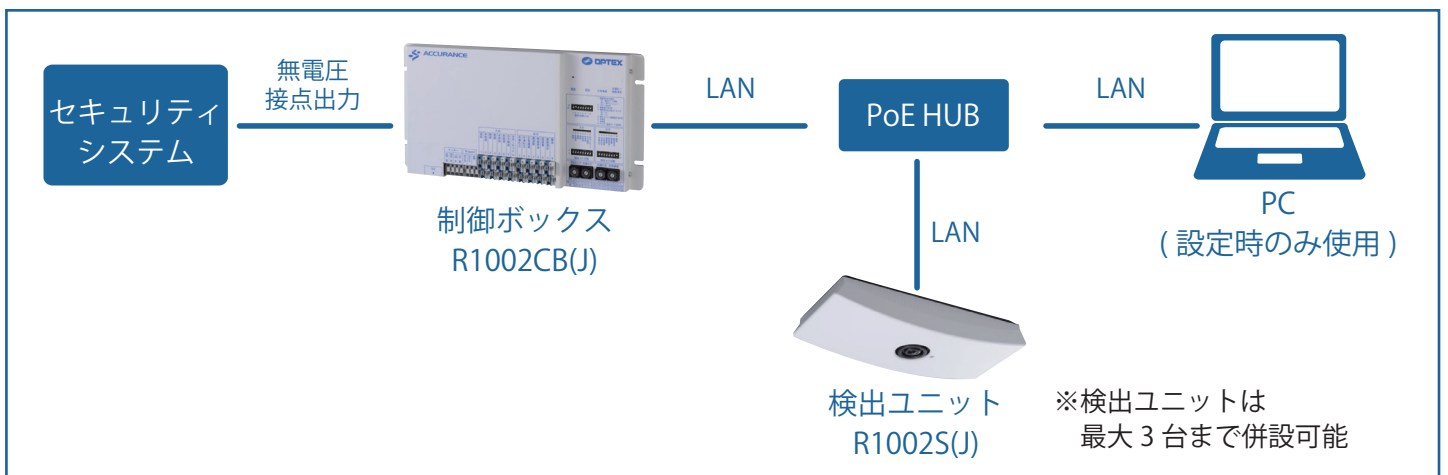 セキュリティ
システム
無電圧
接点出力
ACCURANCE
OPTEX
制御ボックス
R1002CB(J)
LAN
PoE HUB
LAN
LAN
PC
( 設定時のみ使用 )
検出ユニット
R1002S(J)
※検出ユニットは
最大 3 台まで併設可能